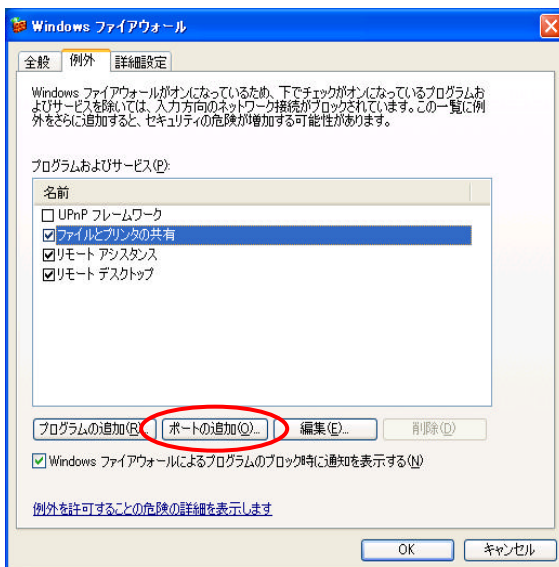 Windows ファイアウォール
全般 例外 詳細設定
Windows ファイアウォールがオンになっているため、下でチェックがオンになっているプログラムお
よびサービスを除いては、入力方向のネットワーク接続がブロックされています。この一覧に例
外をさらに追加すると、セキュリティの危険が増加する可能性があります。
プログラムおよびサービス(P):
名前
UPnP フレームワーク
ファイルとプリンタの共有
リモート アシスタンス
リモート デスクトップ
プログラムの追加(R)... ポートの追加(O)... 編集(E)... 削除(D)
Windows ファイアウォールによるプログラムのブロック時に通知を表示する(N)
例外を許可することの危険の詳細を表示します
OK キャンセル